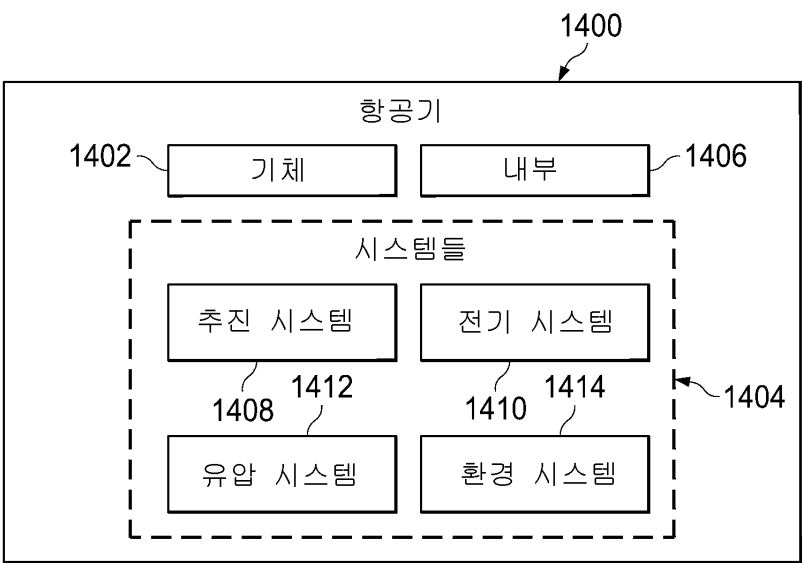 1400
항공기
1402 기체 내부 1406
시스템들
추진 시스템 전기 시스템
1408 1412 1410 1414 1404
유압 시스템 환경 시스템